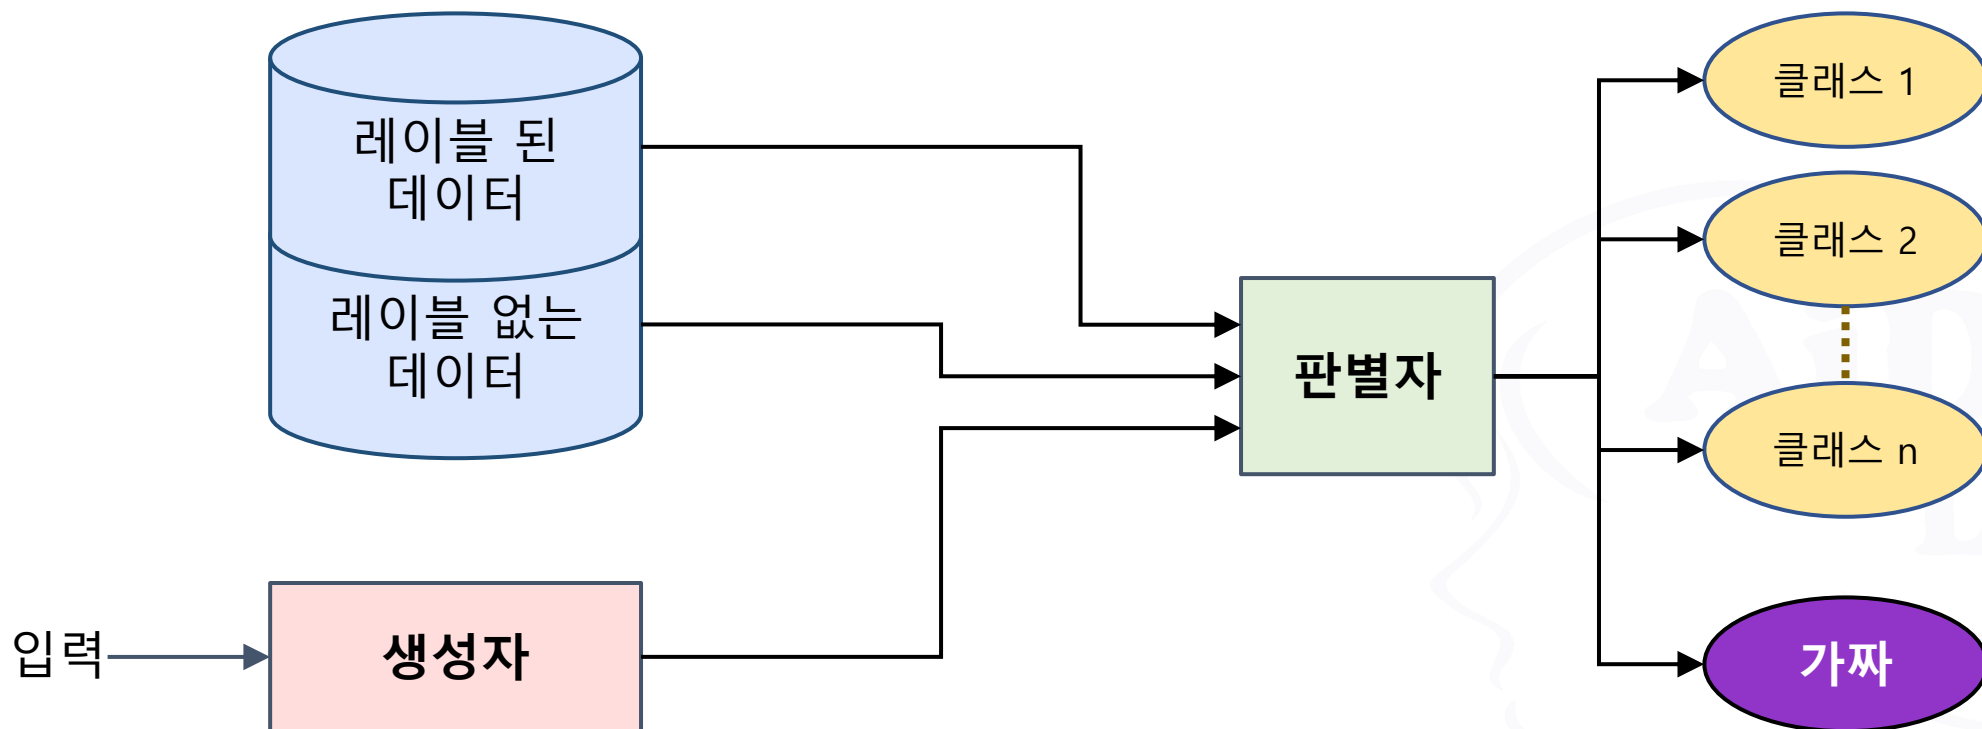 레이블 된
데이터
레이블 없는
데이터
입력
생성자
판별자
클래스 1
클래스 2
클래스 n
가짜